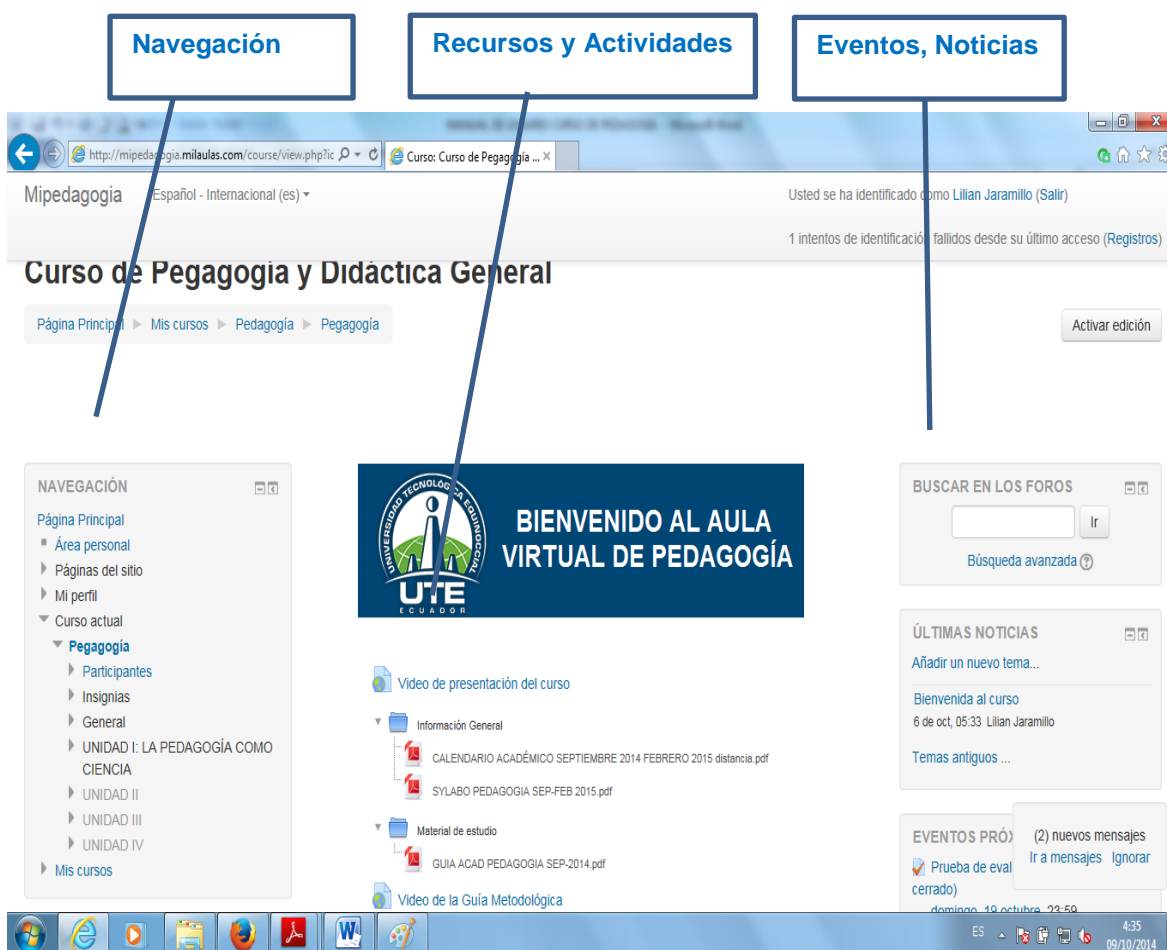 Navegación
Recursos y Actividades
Eventos, Noticias
http://mipedagogia.milaulas.com/course/view.php?ic
Curso: Curso de Pegagogía ...
Mipedagogia
Español - Internacional (es)
Usted se ha identificado como Lilian Jaramillo (Salir)
1 intentos de identificación fallidos desde su último acceso (Registros)
Curso de Pegagogía y Didáctica General
Página Principal Mis cursos Pedagogía Pegagogía
Activar edición
NAVEGACIÓN
Página Principal
Área personal
Páginas del sitio
Mi perfil
Curso actual
Pegagogía
Participantes
Insignias
General
UNIDAD I: LA PEDAGOGÍA COMO
CIENCIA
UNIDAD II
UNIDAD III
UNIDAD IV
Mis cursos
UNIVERSIDAD TECNOLÓGICA EQUINOCCIAL
UTE
ECUADOR
BIENVENIDO AL AULA
VIRTUAL DE PEDAGOGÍA
Video de presentación del curso
Información General
CALENDARIO ACADÉMICO SEPTIEMBRE 2014 FEBRERO 2015 distancia.pdf
SYLABO PEDAGOGIA SEP-FEB 2015.pdf
Material de estudio
GUIA ACAD PEDAGOGIA SEP-2014.pdf
Video de la Guía Metodológica
BUSCAR EN LOS FOROS
Ir
Búsqueda avanzada
ÚLTIMAS NOTICIAS
Añadir un nuevo tema...
Bienvenida al curso
6 de oct, 05:33 Lilian Jaramillo
Temas antiguos ...
EVENTOS PRÓX
Prueba de eval
cerrado)
domingo, 19 octubre, 23:59
(2) nuevos mensajes
Ir a mensajes Ignorar
ES
4:35
09/10/2014